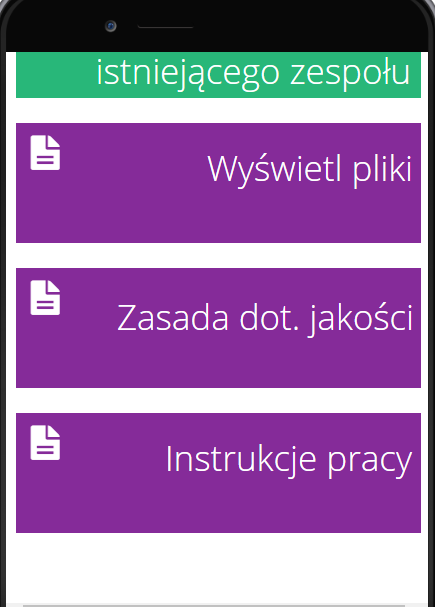 istniejącego zespołu
Wyświetl pliki
Zasada dot. jakości
Instrukcje pracy